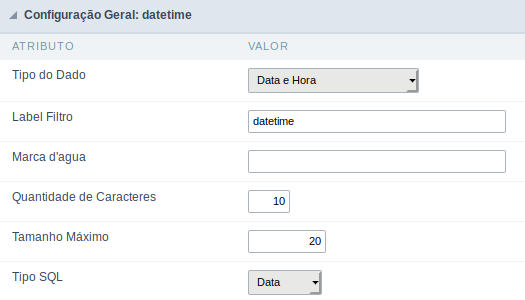 Configuração Geral: datetime
ATRIBUTO VALOR
Tipo do Dado Data e Hora
Label Filtro datetime
Marca d'agua
Quantidade de Caracteres 10
Tamanho Máximo 20
Tipo SQL Data